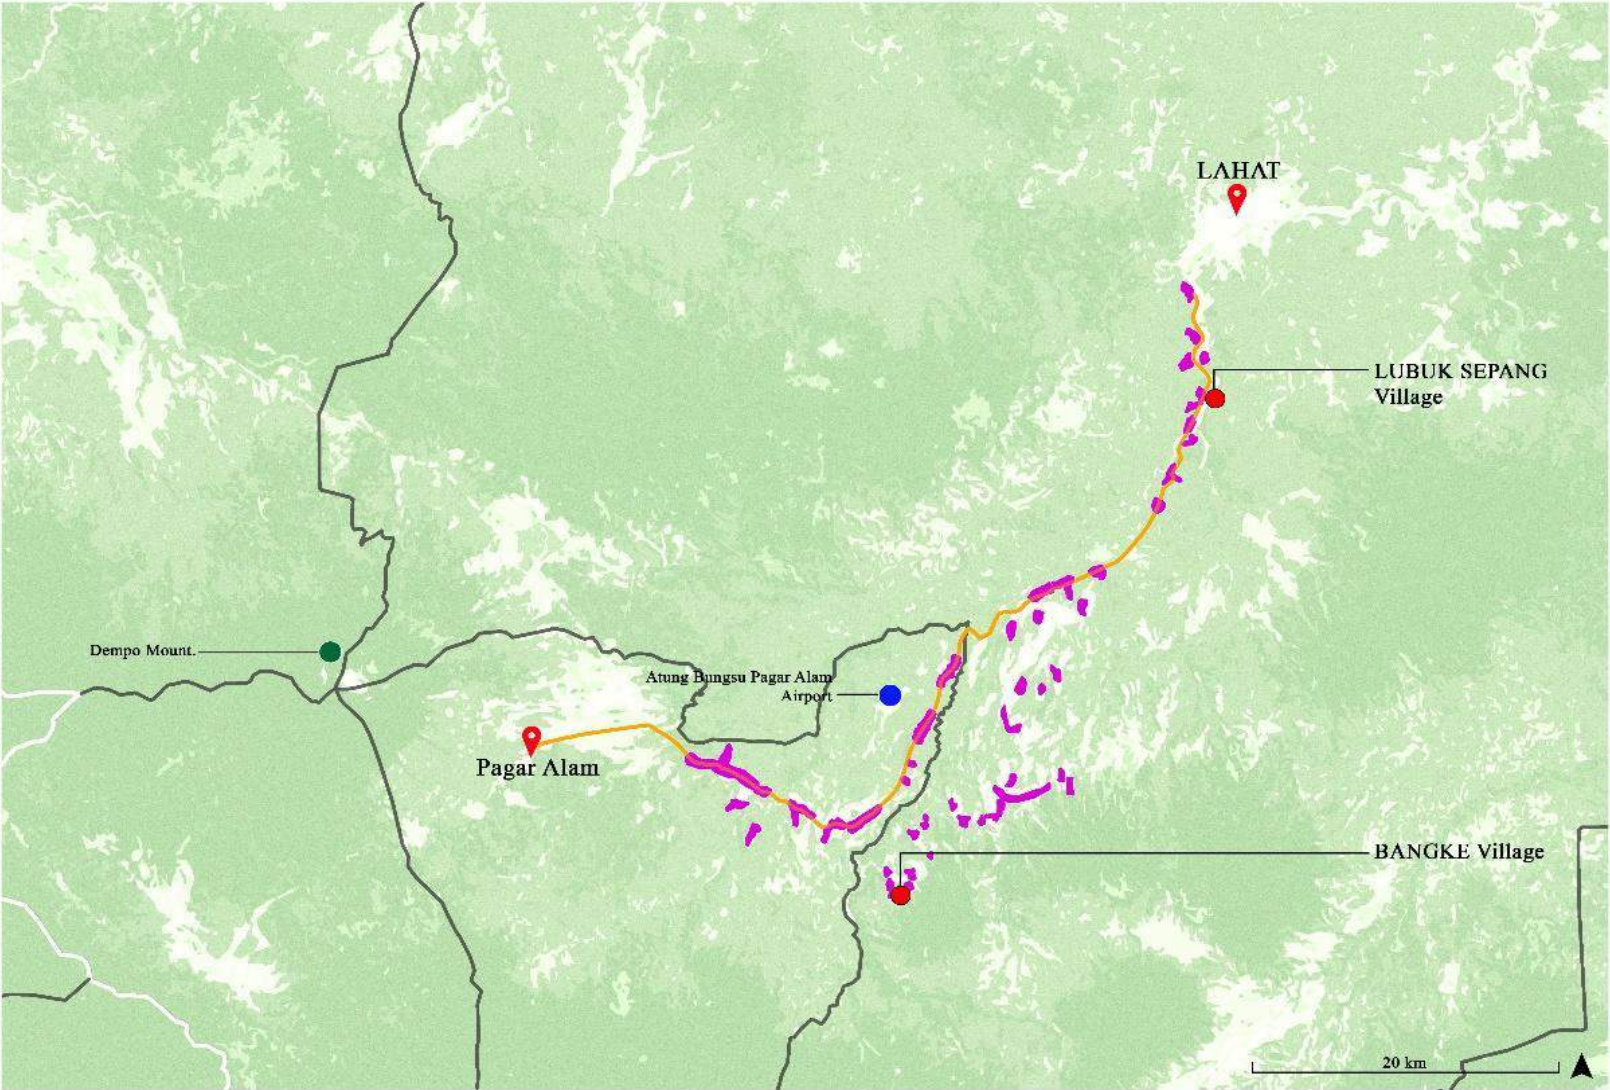 LAHAT
LUBUK SEPANG
Village
Dempo Mount.
Atung Bungsu Pagar Alam
Airport
Pagar Alam
BANGKE Village
20 km